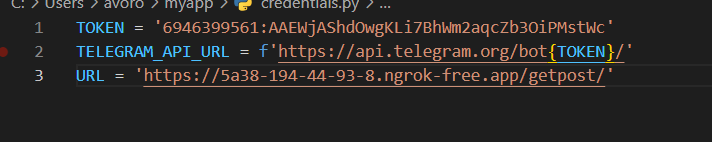 C: > Users > avoro > myapp > credentials.py > ...
1 TOKEN = '6946399561:AAEWjAShdOwgKLi7BhWm2aqcZb3OiPMstWc'
2 TELEGRAM_API_URL = f'https://api.telegram.org/bot{TOKEN}/'
3 URL = 'https://5a38-194-44-93-8.ngrok-free.app/getpost/'